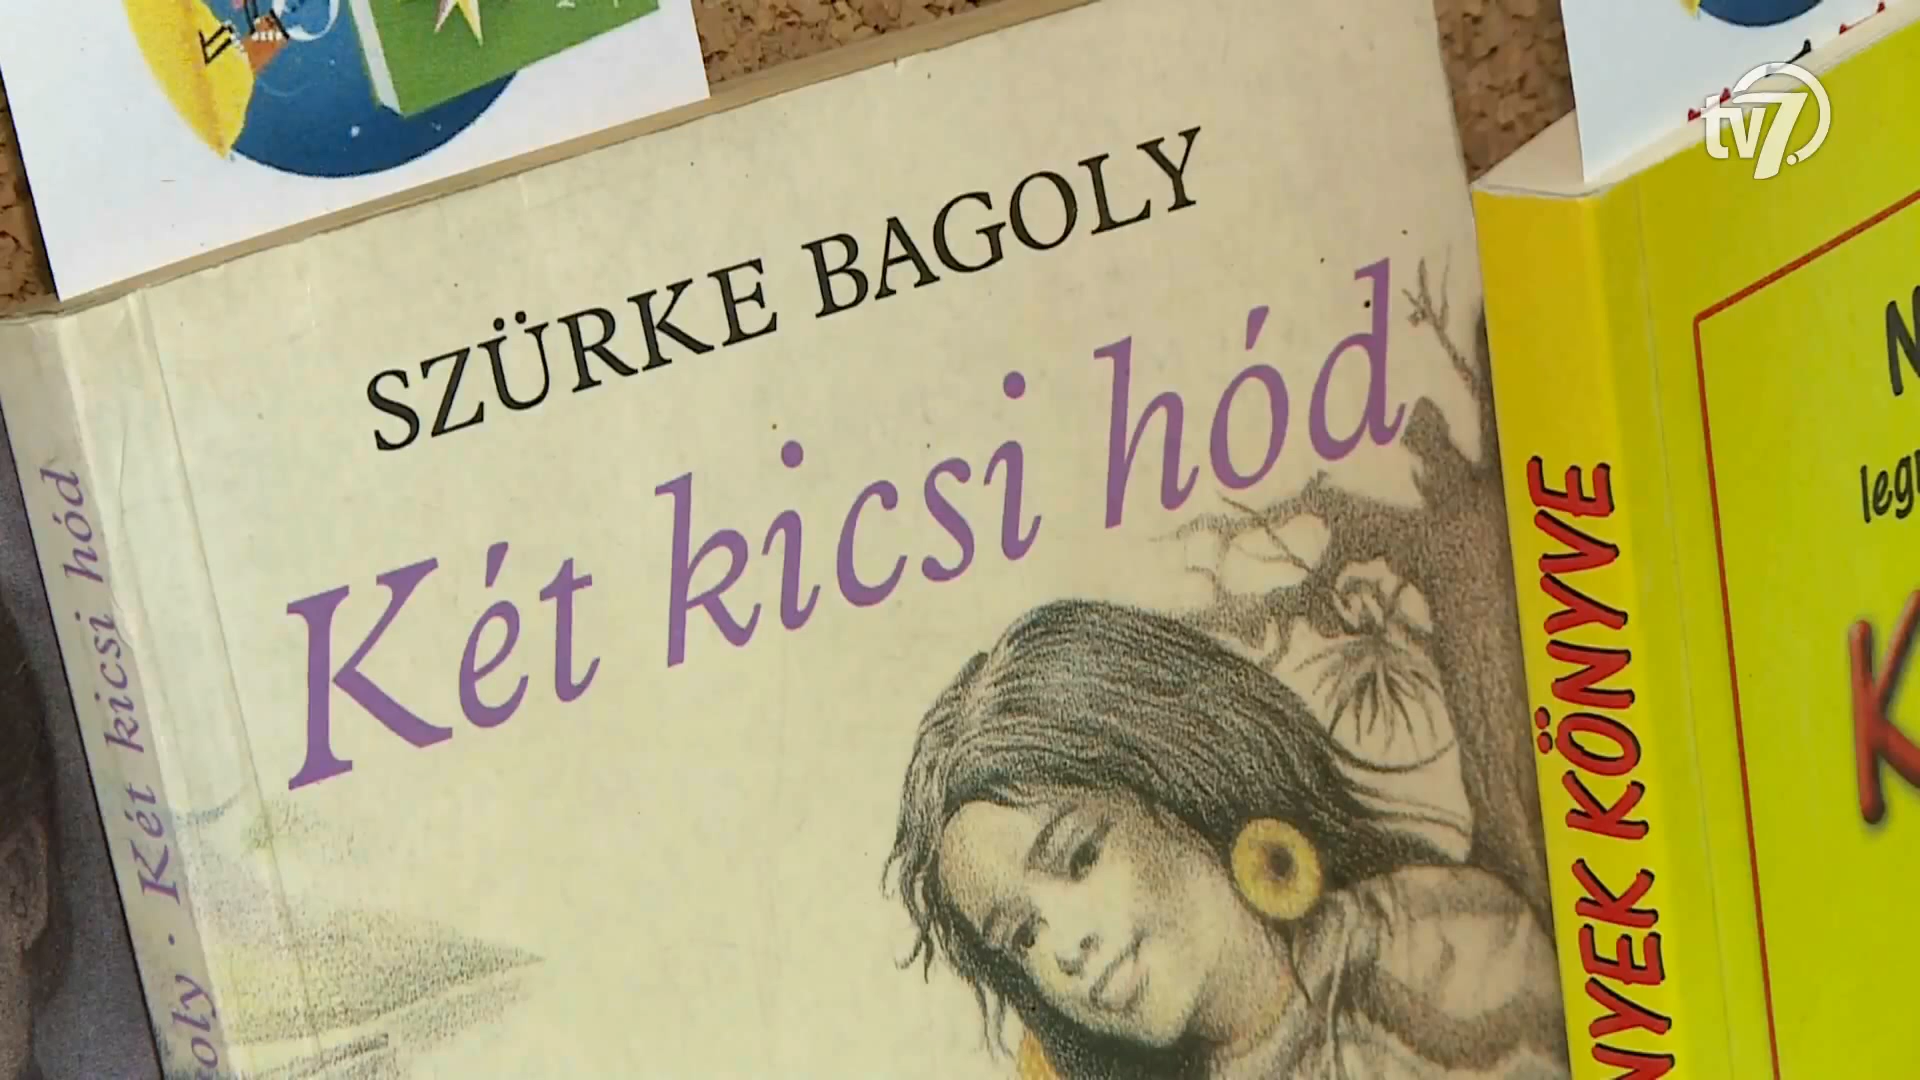 tv7.
SZÜRKE BAGOLY
Két kicsi hód
oly · Két kicsi hód
NYEK KÖNYVE